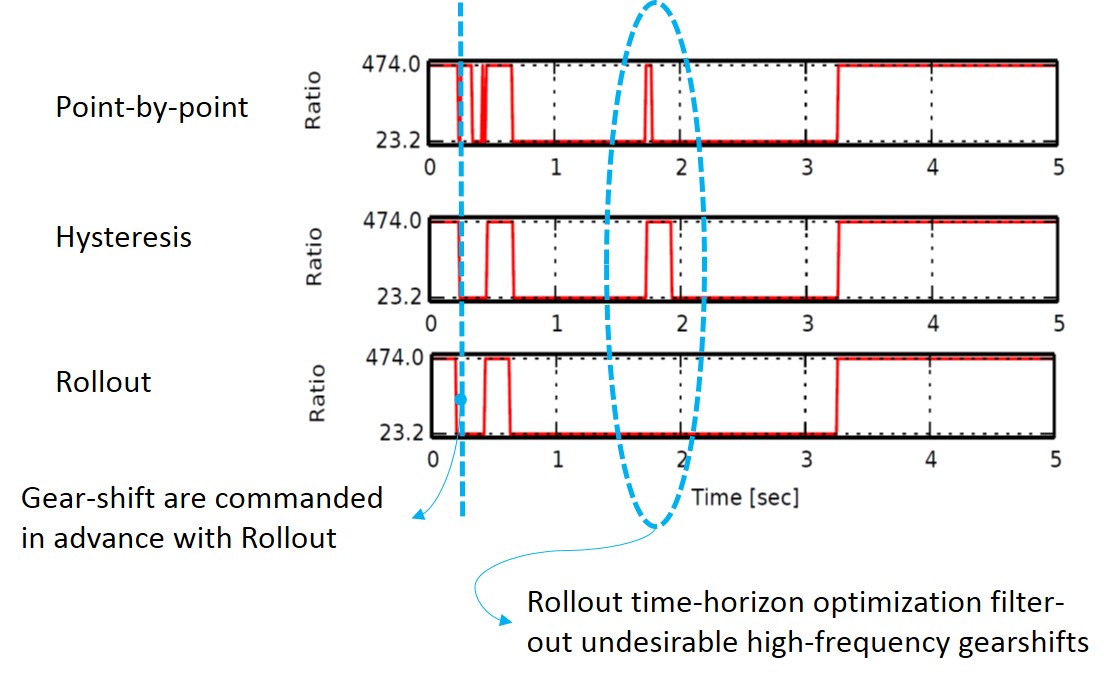 Point-by-point
Ratio
474.0
23.2
0 1 2 3 4 5
Hysteresis
Ratio
474.0
23.2
0 1 2 3 4 5
Rollout
Ratio
474.0
23.2
0 1 2 3 4 5
Time [sec]
Gear-shift are commanded
in advance with Rollout
Rollout time-horizon optimization filter-
out undesirable high-frequency gearshifts